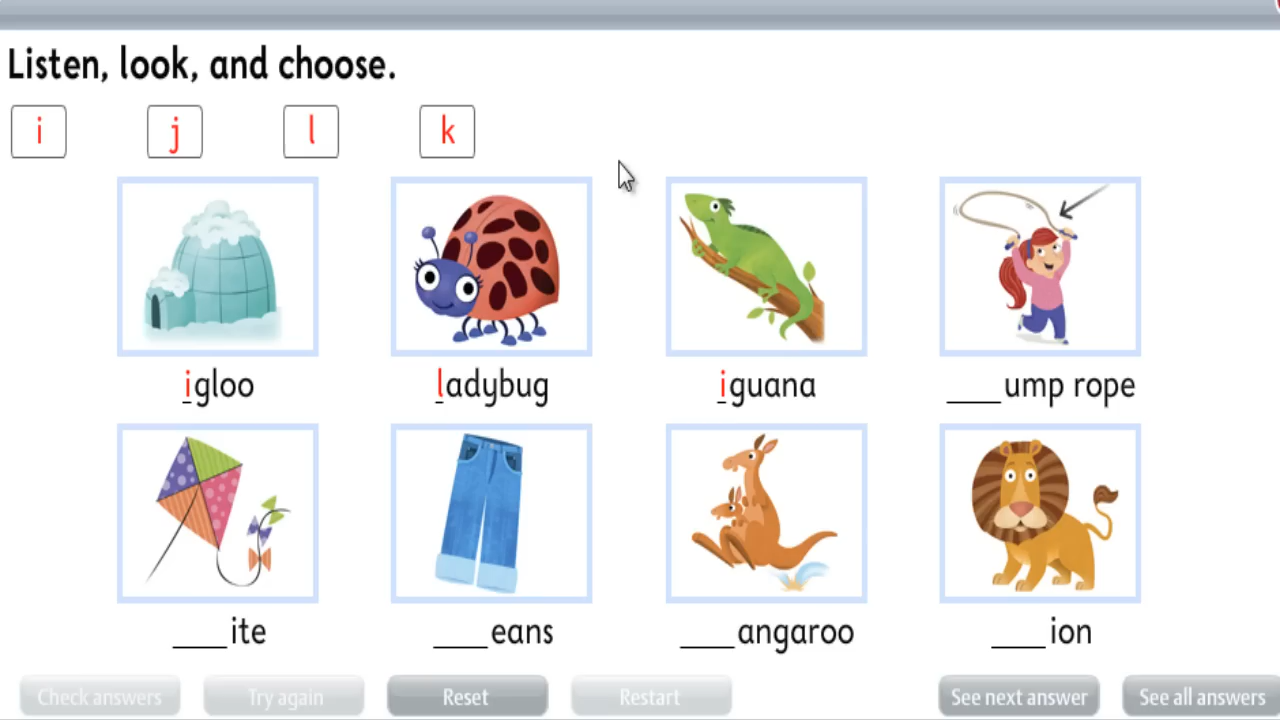 Listen, look, and choose.
i j l k
igloo ladybug iguana ____ump rope
____ite ____eans ____angaroo ____ion
Check answers Try again Reset Restart See next answer See all answers